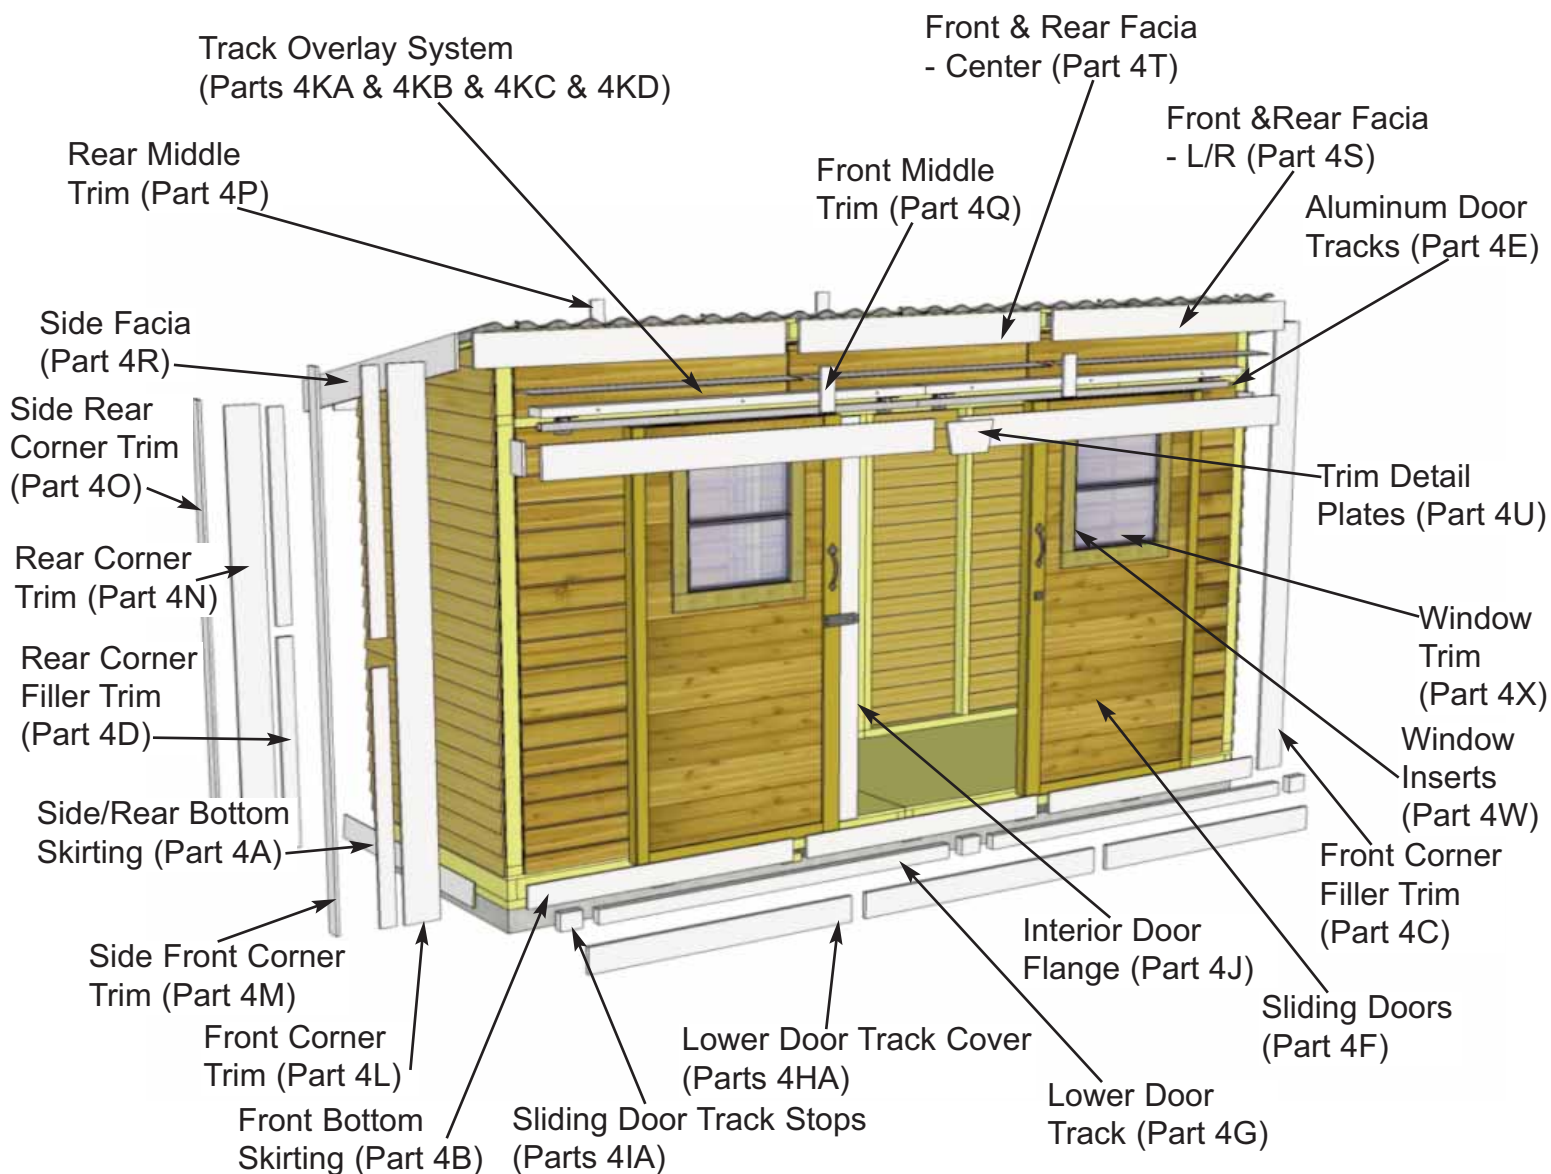 Track Overlay System
(Parts 4KA & 4KB & 4KC & 4KD)
Front & Rear Facia
- Center (Part 4T)
Front &Rear Facia
- L/R (Part 4S)
Rear Middle
Trim (Part 4P)
Front Middle
Trim (Part 4Q)
Aluminum Door
Tracks (Part 4E)
Side Facia
(Part 4R)
Side Rear
Corner Trim
(Part 4O)
Trim Detail
Plates (Part 4U)
Rear Corner
Trim (Part 4N)
Window
Trim
(Part 4X)
Rear Corner
Filler Trim
(Part 4D)
Window
Inserts
(Part 4W)
Side/Rear Bottom
Skirting (Part 4A)
Front Corner
Filler Trim
(Part 4C)
Side Front Corner
Trim (Part 4M)
Interior Door
Flange (Part 4J)
Sliding Doors
(Part 4F)
Front Corner
Trim (Part 4L)
Lower Door Track Cover
(Parts 4HA)
Lower Door
Track (Part 4G)
Front Bottom
Skirting (Part 4B)
Sliding Door Track Stops
(Parts 4IA)